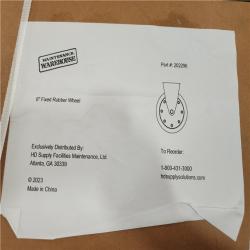 MAINTENANCE
WAREHOUSE
Part #: 202296
6" Fixed Rubber Wheel
Exclusively Distributed By:
HD Supply Facilities Maintenance, Ltd.
Atlanta, GA 30339
© 2023
Made in China
To Reorder:
1-800-431-3000
hdsupplysolutions.com